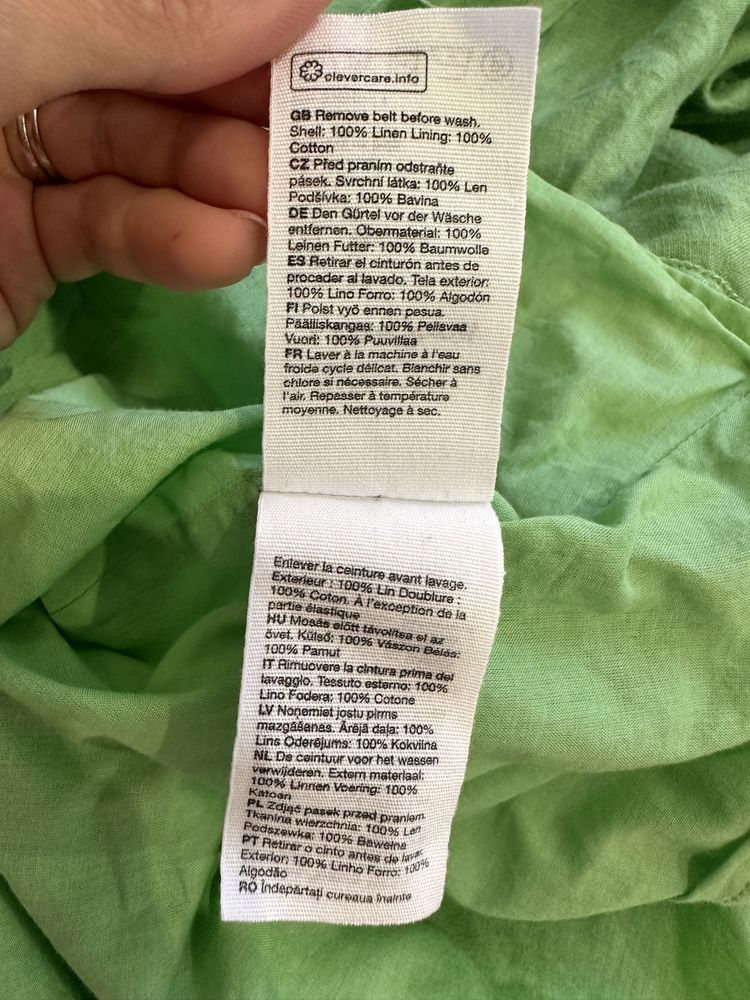 clevercare.info
GB Remove belt before wash.
Shell: 100% Linen Lining: 100%
Cotton
CZ Před praním odstraňte
pásek. Svrchní látka: 100% Len
Podšívka: 100% Bavlna
DE Den Gürtel vor der Wäsche
entfernen. Obermaterial: 100%
Leinen Futter: 100% Baumwolle
ES Retirar el cinturón antes de
proceder al lavado. Tela exterior:
100% Lino Forro: 100% Algodón
FI Poist vyö ennen pesua.
Päälliskangas: 100% Pellavaa
Vuori: 100% Puuvillaa
FR Laver à la machine à l'eau
froide cycle délicat. Blanchir sans
chlore si nécessaire. Sécher à
l'air. Repasser à température
moyenne. Nettoyage à sec.
Enlever la ceinture avant lavage.
Exterieur : 100% Lin Doublure :
100% Coton. À l'exception de la
partie élastique
HU Mosás előtt távolítsa el az
övet. Külső: 100% Vászon Bélés:
100% Pamut
IT Rimuovere la cintura prima del
lavaggio. Tessuto esterno: 100%
Lino Fodera: 100% Cotone
LV Noņemiet jostu pirms
mazgāšanas. Ārējā daļa: 100%
Lins Oderējums: 100% Kokvilna
NL De ceintuur voor het wassen
verwijderen. Extern materiaal:
100% Linnen Voering: 100%
Katoen
PL Zdjąć pasek przed praniem.
Tkanina wierzchnia: 100% Len
Podszewka: 100% Bawełna
PT Retirar o cinto antes de lavar.
Exterior: 100% Linho Forro: 100%
Algodão
RO Îndepărtați cureaua înainte